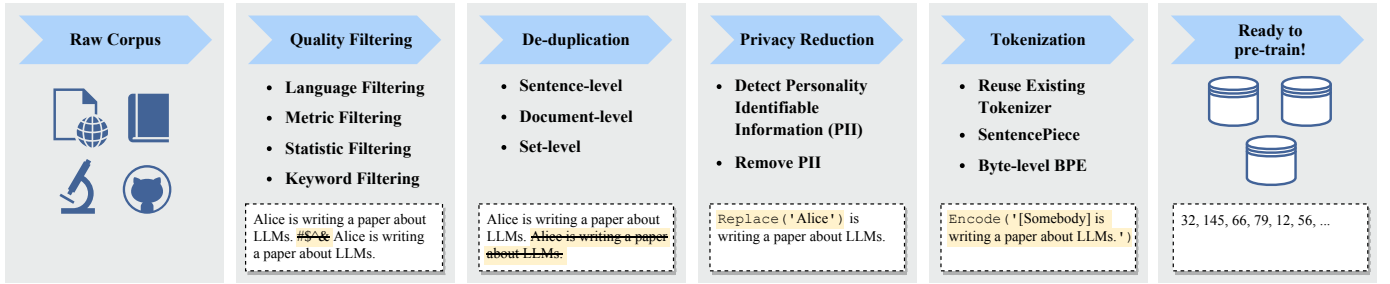 Raw Corpus
Quality Filtering
• Language Filtering
• Metric Filtering
• Statistic Filtering
• Keyword Filtering
Alice is writing a paper about
LLMs. #$^& Alice is writing
a paper about LLMs.
De-duplication
• Sentence-level
• Document-level
• Set-level
Alice is writing a paper about
LLMs. Alice is writing a paper
about LLMs.
Privacy Reduction
• Detect Personality
Identifiable
Information (PII)
• Remove PII
Replace('Alice') is
writing a paper about LLMs.
Tokenization
• Reuse Existing
Tokenizer
• SentencePiece
• Byte-level BPE
Encode('[Somebody] is
writing a paper about LLMs.')
Ready to
pre-train!
32, 145, 66, 79, 12, 56, ...